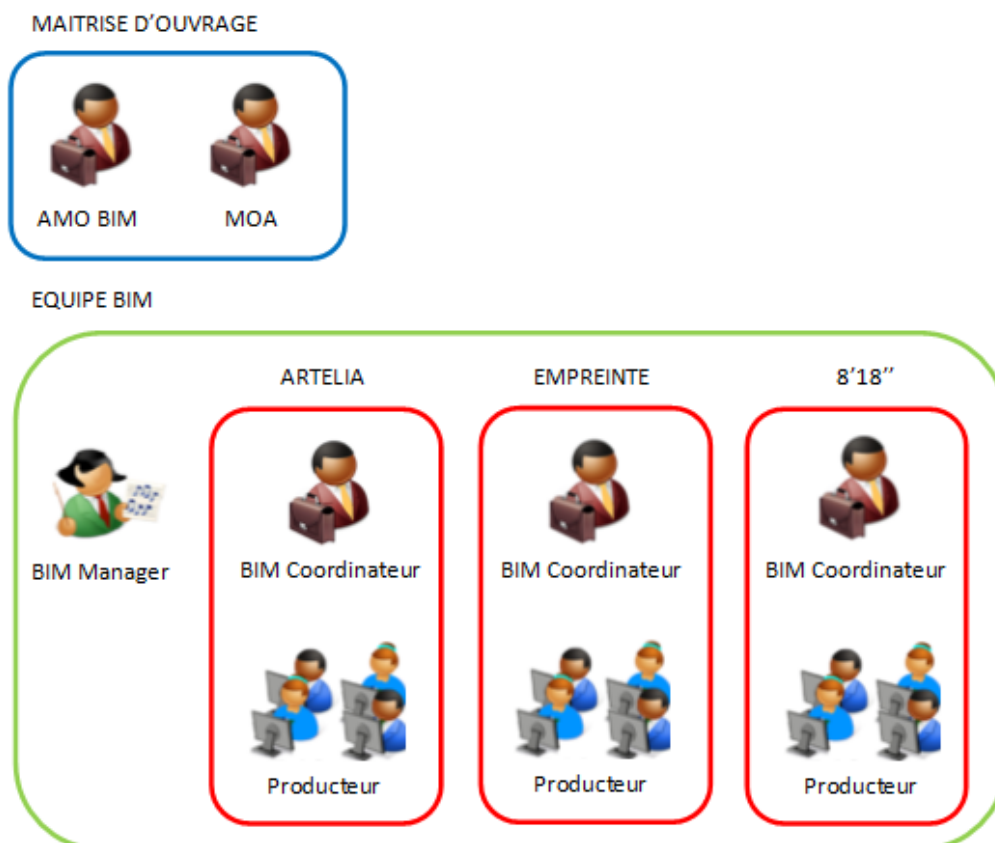 MAITRISE D'OUVRAGE
AMO BIM MOA
EQUIPE BIM
ARTELIA EMPREINTE 8'18''
BIM Manager BIM Coordinateur BIM Coordinateur BIM Coordinateur
Producteur Producteur Producteur